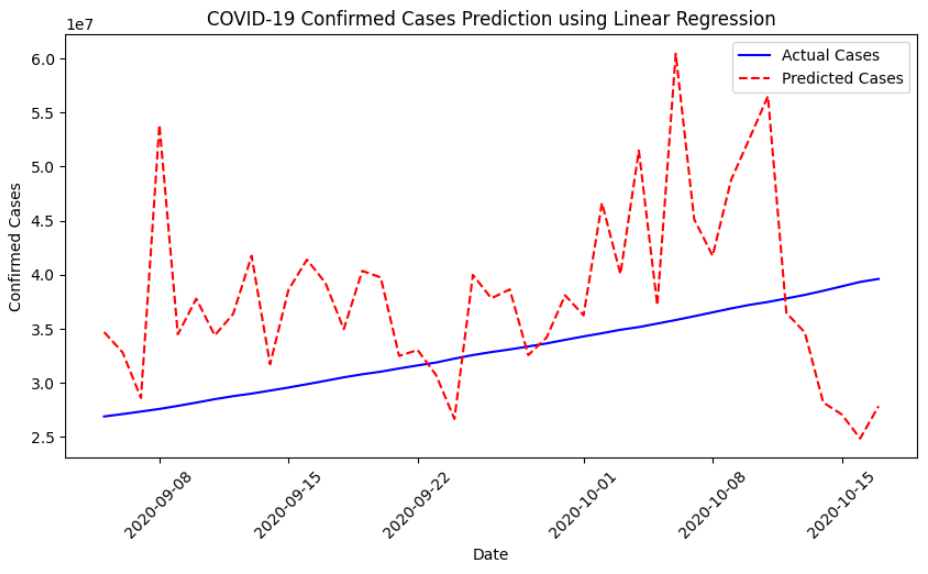 COVID-19 Confirmed Cases Prediction using Linear Regression
1e7
Actual Cases
Predicted Cases
6.0
5.5
5.0
4.5
4.0
3.5
3.0
2.5
Confirmed Cases
2020-09-08
2020-09-15
2020-09-22
2020-10-01
2020-10-08
2020-10-15
Date